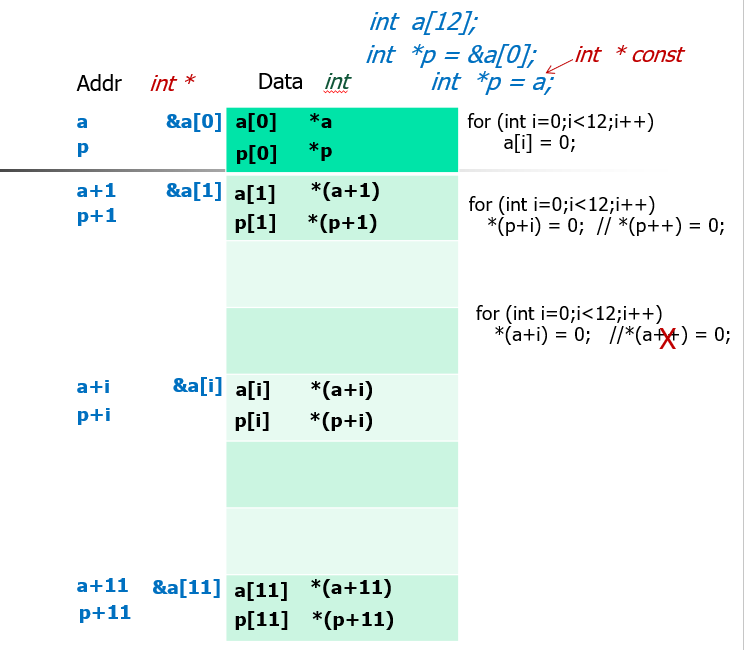 int a[12];
int *p = &a[0];
int * const
int *p = a;
Addr int * Data int
a &a[0] a[0] *a
p p[0] *p
for (int i=0;i<12;i++)
a[i] = 0;
a+1 &a[1] a[1] *(a+1)
p+1 p[1] *(p+1)
for (int i=0;i<12;i++)
*(p+i) = 0; // *(p++) = 0;
for (int i=0;i<12;i++)
*(a+i) = 0; //*(a++) = 0;
X
a+i &a[i] a[i] *(a+i)
p+i p[i] *(p+i)
a+11 &a[11] a[11] *(a+11)
p+11 p[11] *(p+11)